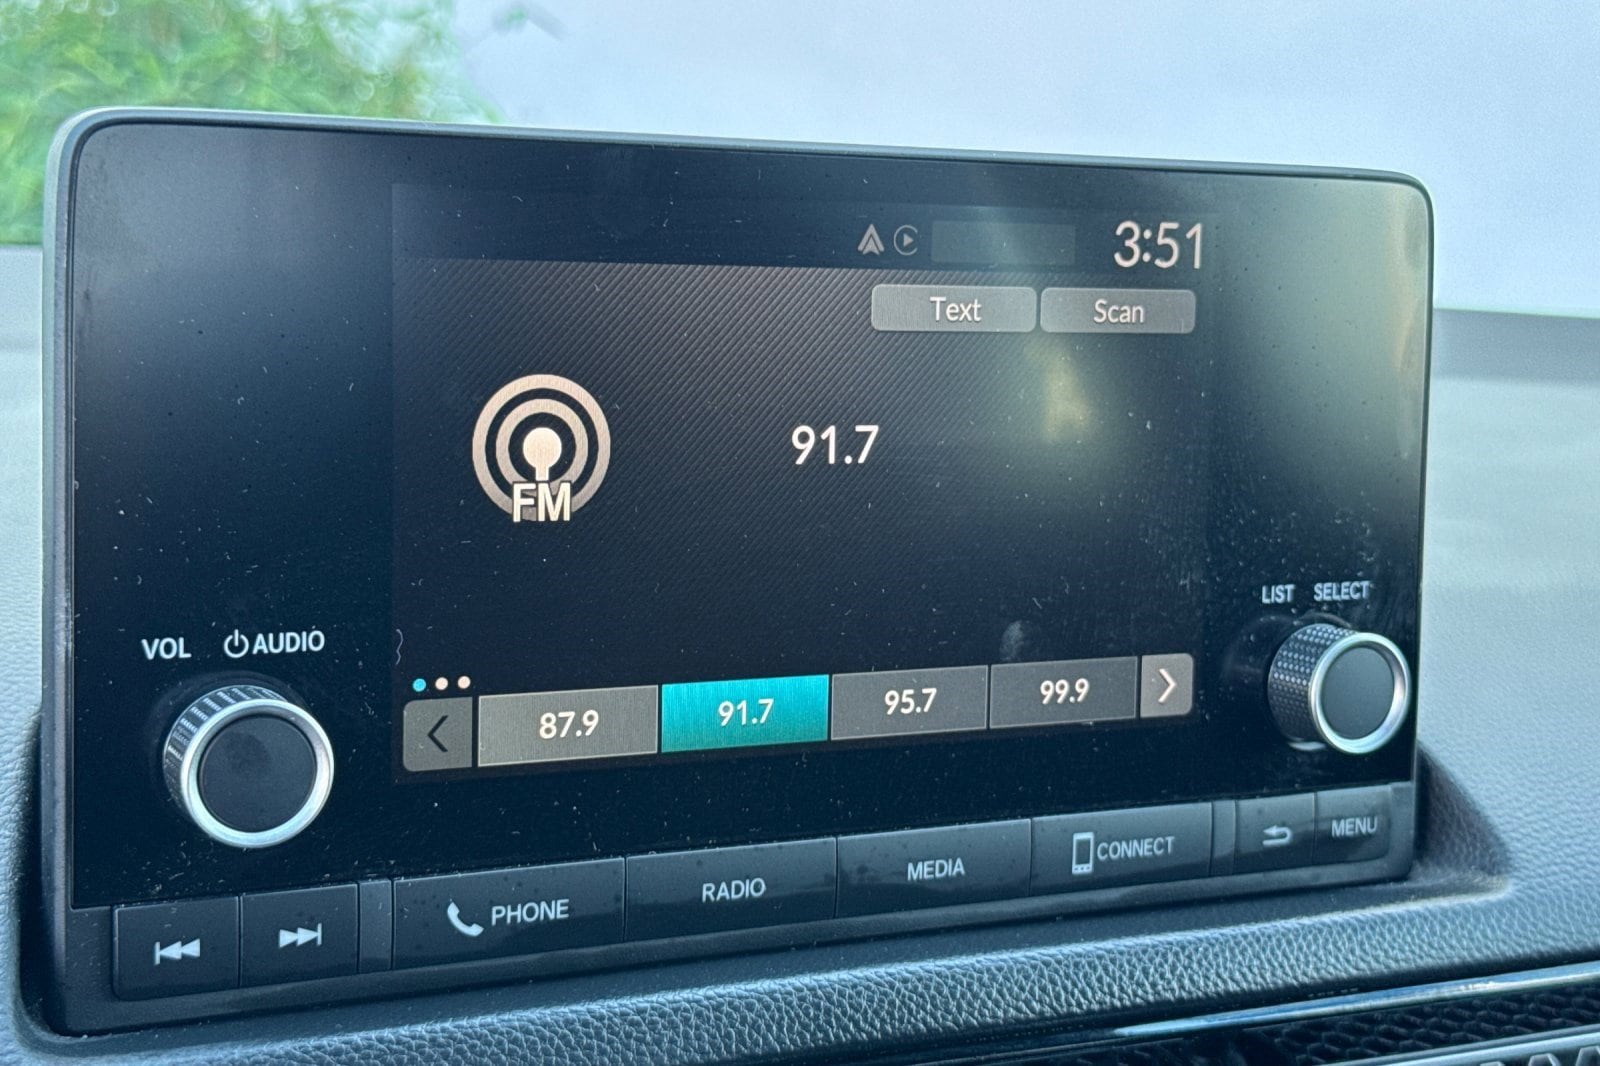 3:51
Text Scan
FM
91.7
VOL AUDIO
LIST SELECT
87.9 91.7 95.7 99.9
PHONE RADIO MEDIA CONNECT MENU